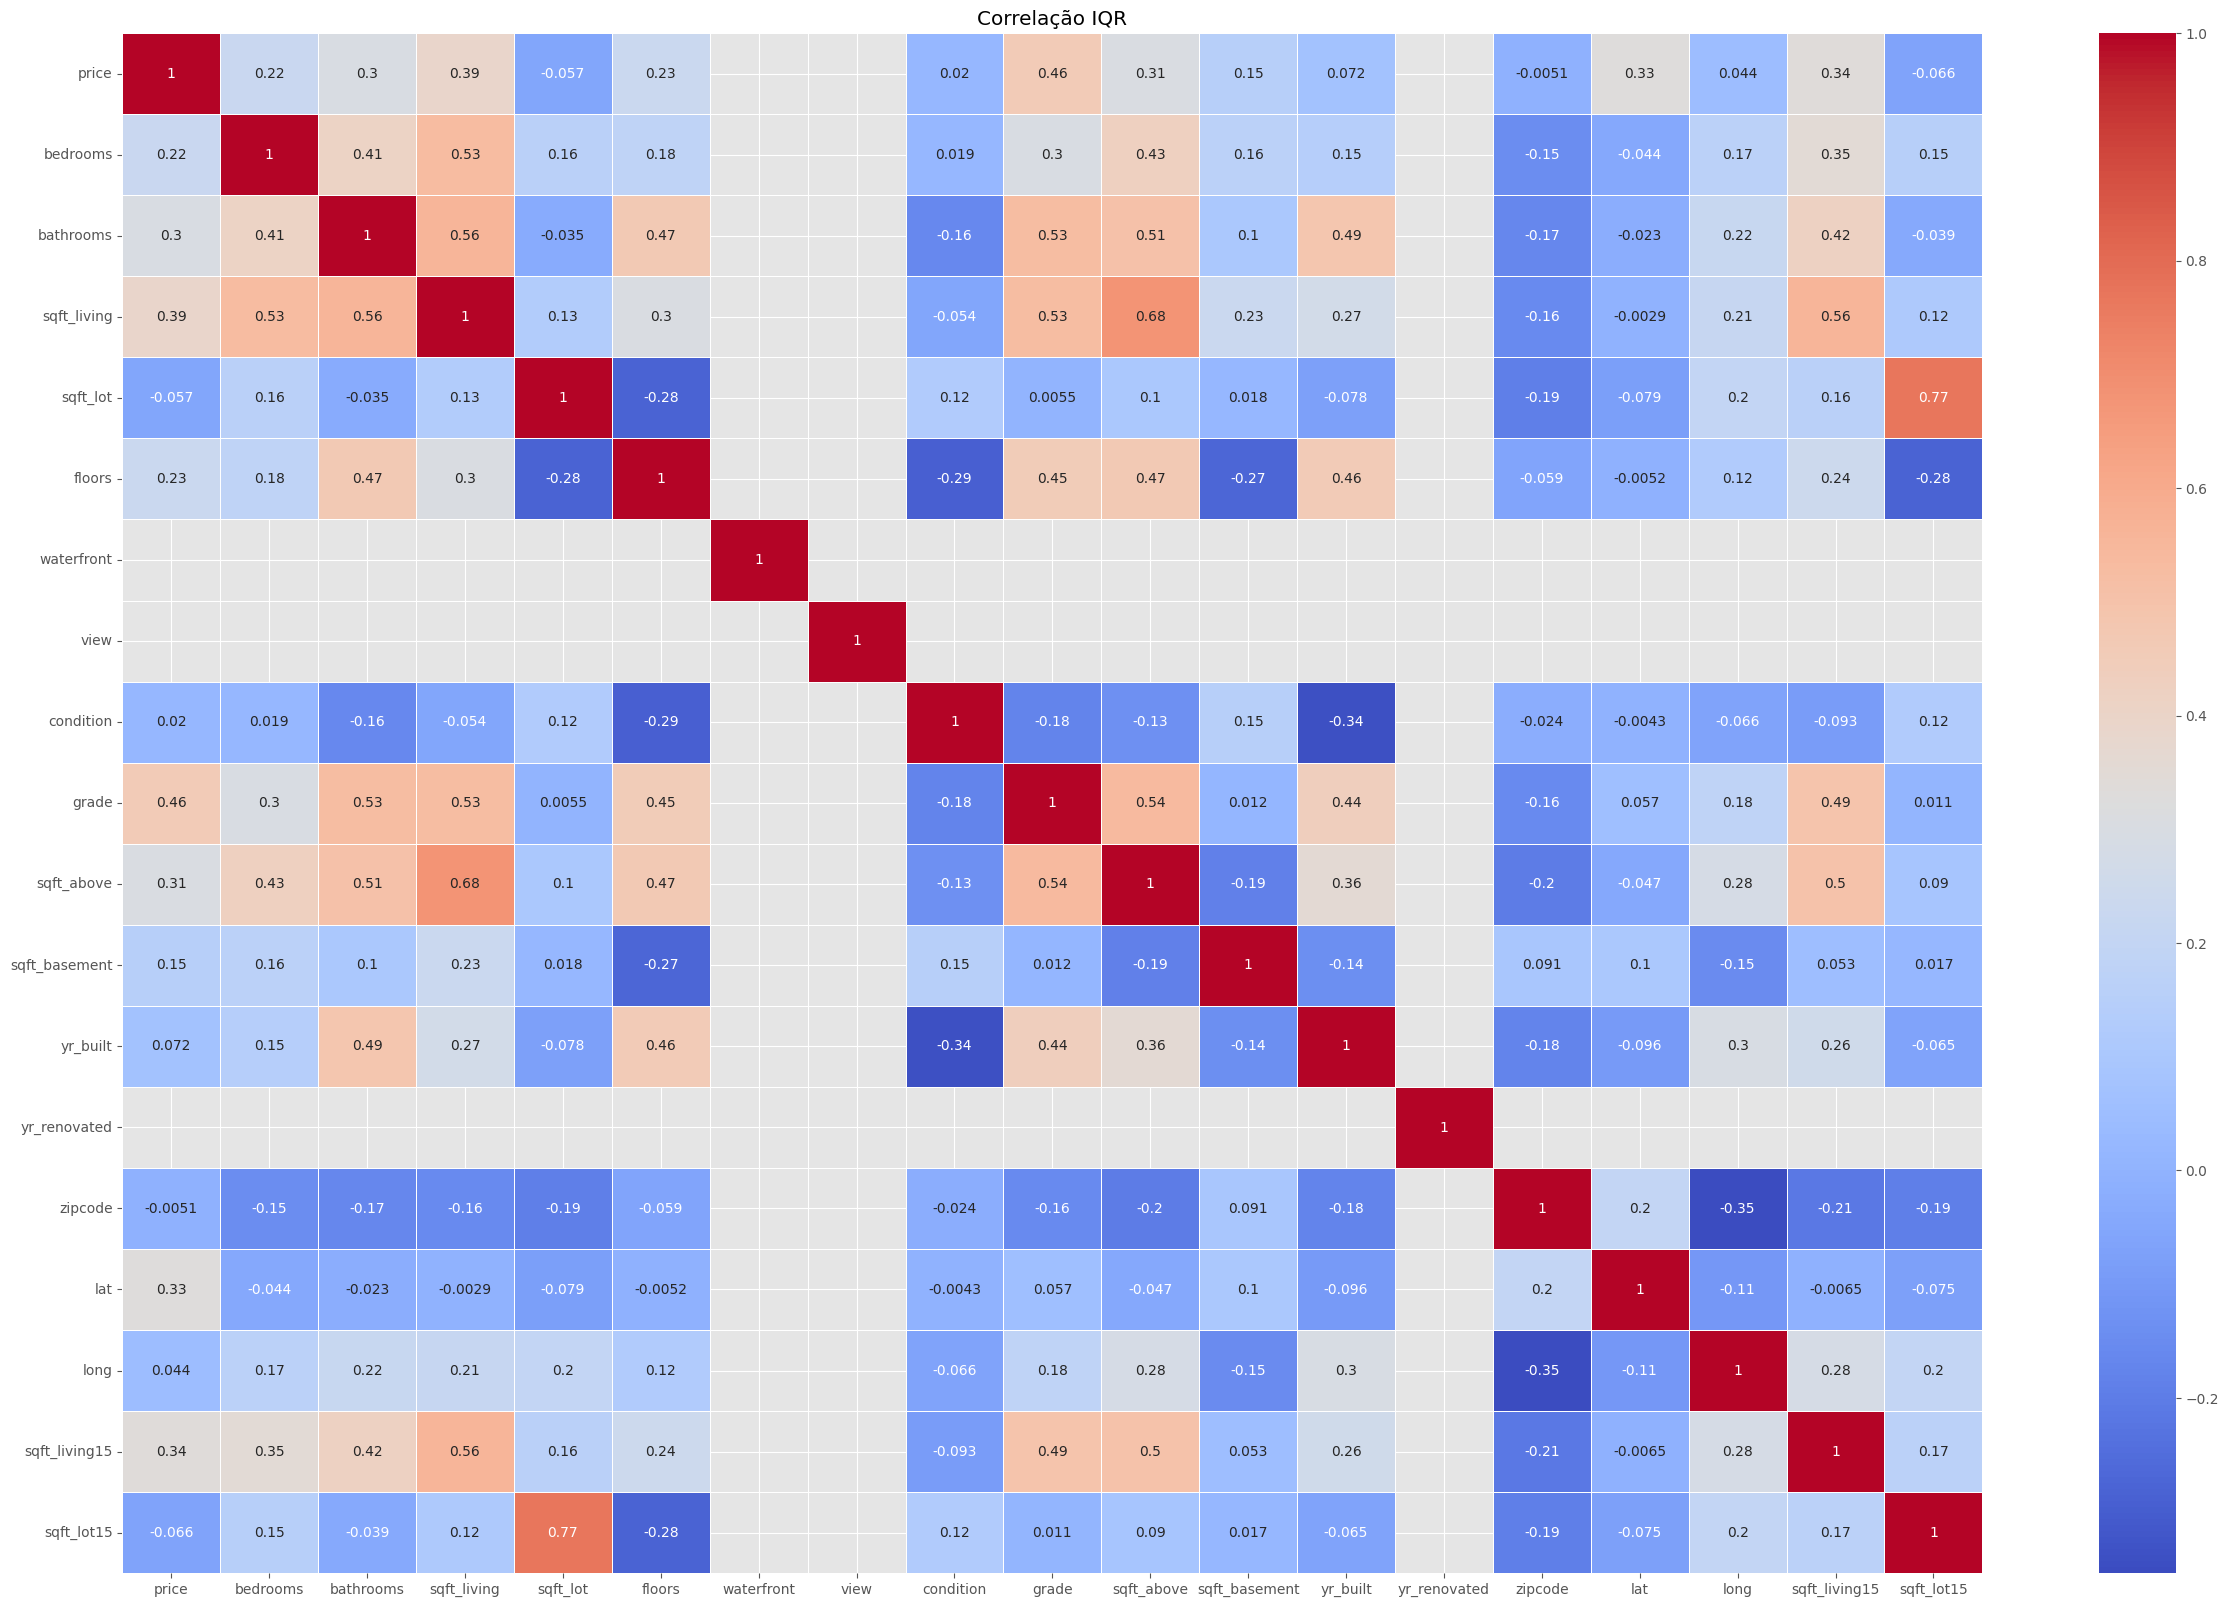 Correlação IQR
price 1 0.22 0.3 0.39 -0.057 0.23 0.02 0.46 0.31 0.15 0.072 -0.0051 0.33 0.044 0.34 -0.066
bedrooms 0.22 1 0.41 0.53 0.16 0.18 0.019 0.3 0.43 0.16 0.15 -0.15 -0.044 0.17 0.35 0.15
bathrooms 0.3 0.41 1 0.56 -0.035 0.47 -0.16 0.53 0.51 0.1 0.49 -0.17 -0.023 0.22 0.42 -0.039
sqft_living 0.39 0.53 0.56 1 0.13 0.3 -0.054 0.53 0.68 0.23 0.27 -0.16 -0.0029 0.21 0.56 0.12
sqft_lot -0.057 0.16 -0.035 0.13 1 -0.28 0.12 0.0055 0.1 0.018 -0.078 -0.19 -0.079 0.2 0.16 0.77
floors 0.23 0.18 0.47 0.3 -0.28 1 -0.29 0.45 0.47 -0.27 0.46 -0.059 -0.0052 0.12 0.24 -0.28
waterfront 1
view 1
condition 0.02 0.019 -0.16 -0.054 0.12 -0.29 1 -0.18 -0.13 0.15 -0.34 -0.024 -0.0043 -0.066 -0.093 0.12
grade 0.46 0.3 0.53 0.53 0.0055 0.45 -0.18 1 0.54 0.012 0.44 -0.16 0.057 0.18 0.49 0.011
sqft_above 0.31 0.43 0.51 0.68 0.1 0.47 -0.13 0.54 1 -0.19 0.36 -0.2 -0.047 0.28 0.5 0.09
sqft_basement 0.15 0.16 0.1 0.23 0.018 -0.27 0.15 0.012 -0.19 1 -0.14 0.091 0.1 -0.15 0.053 0.017
yr_built 0.072 0.15 0.49 0.27 -0.078 0.46 -0.34 0.44 0.36 -0.14 1 -0.18 -0.096 0.3 0.26 -0.065
yr_renovated 1
zipcode -0.0051 -0.15 -0.17 -0.16 -0.19 -0.059 -0.024 -0.16 -0.2 0.091 -0.18 1 0.2 -0.35 -0.21 -0.19
lat 0.33 -0.044 -0.023 -0.0029 -0.079 -0.0052 -0.0043 0.057 -0.047 0.1 -0.096 0.2 1 -0.11 -0.0065 -0.075
long 0.044 0.17 0.22 0.21 0.2 0.12 -0.066 0.18 0.28 -0.15 0.3 -0.35 -0.11 1 0.28 0.2
sqft_living15 0.34 0.35 0.42 0.56 0.16 0.24 -0.093 0.49 0.5 0.053 0.26 -0.21 -0.0065 0.28 1 0.17
sqft_lot15 -0.066 0.15 -0.039 0.12 0.77 -0.28 0.12 0.011 0.09 0.017 -0.065 -0.19 -0.075 0.2 0.17 1
price bedrooms bathrooms sqft_living sqft_lot floors waterfront view condition grade sqft_above sqft_basement yr_built yr_renovated zipcode lat long sqft_living15 sqft_lot15
1.0
0.8
0.6
0.4
0.2
0.0
−0.2